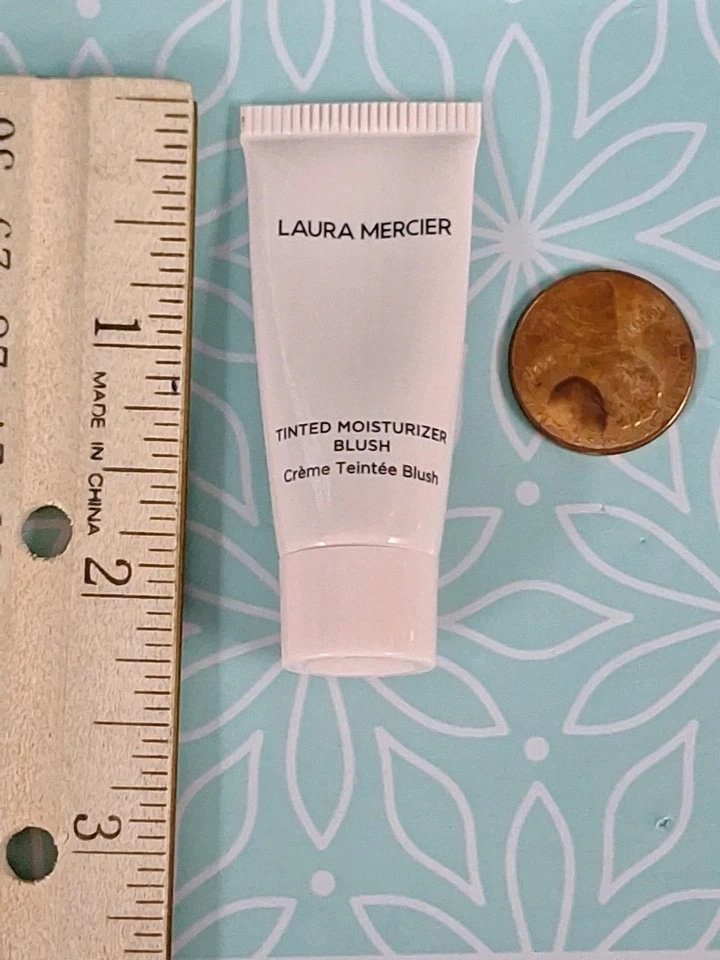 1
MADE IN CHINA
2
3
LAURA MERCIER
TINTED MOISTURIZER
BLUSH
Crème Teintée Blush